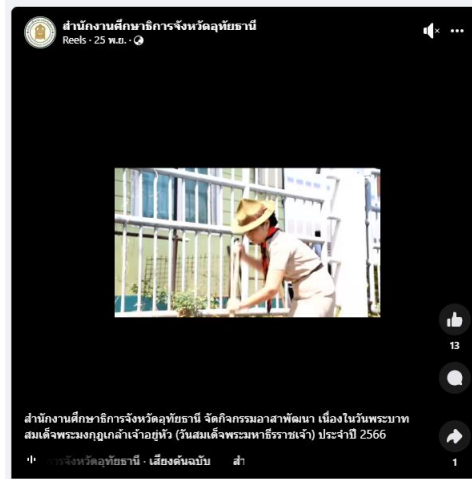 สำนักงานศึกษาธิการจังหวัดอุทัยธานี
Reels · 25 พ.ย. ·
13
สำนักงานศึกษาธิการจังหวัดอุทัยธานี จัดกิจกรรมอาสาพัฒนา เนื่องในวันพระบาท
สมเด็จพระมงกุฎเกล้าเจ้าอยู่หัว (วันสมเด็จพระมหาธีรราชเจ้า) ประจำปี 2566
การจังหวัดอุทัยธานี · เสียงต้นฉบับ สำ
1